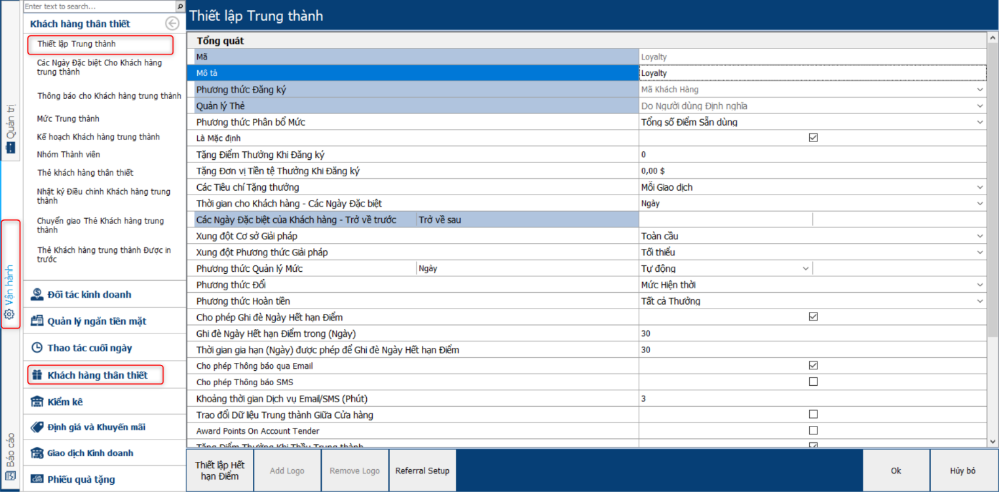 Enter text to search...
Khách hàng thân thiết
Thiết lập Trung thành
Các Ngày Đặc biệt Cho Khách hàng
trung thành
Thông báo cho Khách hàng trung thành
Mức Trung thành
Kế hoạch Khách hàng trung thành
Nhóm Thành viên
Thẻ khách hàng thân thiết
Nhật ký Điều chỉnh Khách hàng trung
thành
Chuyển giao Thẻ Khách hàng trung
thành
Thẻ Khách hàng trung thành Được in
trước
Đối tác kinh doanh
Quản lý ngăn tiền mặt
Thao tác cuối ngày
Khách hàng thân thiết
Kiểm kê
Định giá và Khuyến mãi
Giao dịch Kinh doanh
Phiếu quà tặng
Quản trị
Vận hành
Báo cáo
Thiết lập Trung thành
Tổng quát
Mã Loyalty
Mô tả Loyalty
Phương thức Đăng ký Mã Khách Hàng
Quản lý Thẻ Do Người dùng Định nghĩa
Phương thức Phân bổ Mức Tổng số Điểm Sẵn dùng
Là Mặc định
Tặng Điểm Thưởng Khi Đăng ký 0
Tặng Đơn vị Tiền tệ Thưởng Khi Đăng ký 0,00 $
Các Tiêu chí Tặng thưởng Mỗi Giao dịch
Thời gian cho Khách hàng - Các Ngày Đặc biệt Ngày
Các Ngày Đặc biệt của Khách hàng - Trở về trước Trở về sau
Xung đột Cơ sở Giải pháp Toàn cầu
Xung đột Phương thức Giải pháp Tối thiểu
Phương thức Quản lý Mức Ngày Tự động
Phương thức Đổi Mức Hiện thời
Phương thức Hoàn tiền Tất cả Thưởng
Cho phép Ghi đè Ngày Hết hạn Điểm
Ghi đè Ngày Hết hạn Điểm trong (Ngày) 30
Thời gian gia hạn (Ngày) được phép để Ghi đè Ngày Hết hạn Điểm 30
Cho phép Thông báo qua Email
Cho phép Thông báo SMS
Khoảng thời gian Dịch vụ Email/SMS (Phút) 3
Trao đổi Dữ liệu Trung thành Giữa Cửa hàng
Award Points On Account Tender
Tặng Điểm Thưởng Khi Thầu Trung thành
Thiết lập Hết
hạn Điểm
Add Logo
Remove Logo
Referral Setup
Ok
Hủy bỏ